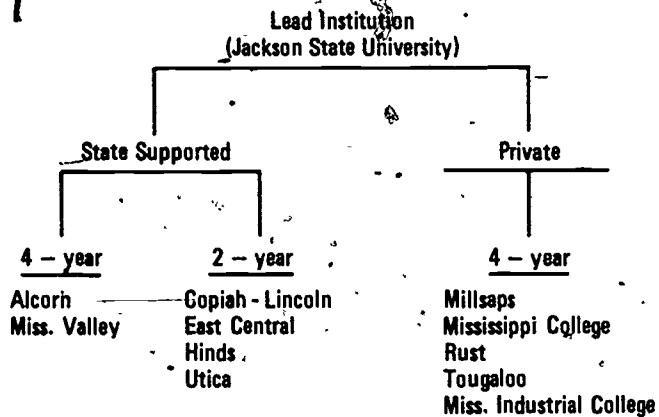 Lead Institution
(Jackson State University)
State Supported
Private
4 – year
Alcorn
Miss. Valley
2 – year
Copiah - Lincoln
East Central
Hinds
Utica
4 – year
Millsaps
Mississippi College
Rust
Tougaloo
Miss. Industrial College